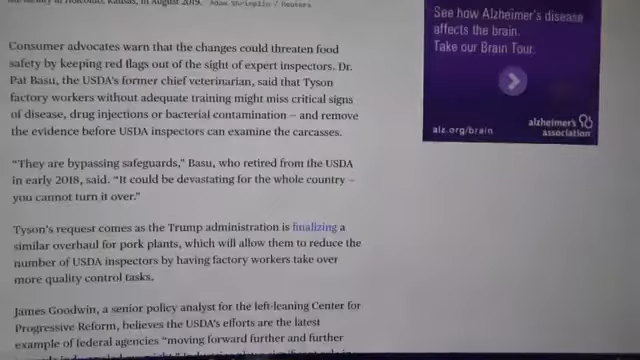 in August 2019.
Consumer advocates warn that the changes could threaten food
safety by keeping red flags out of the sight of expert inspectors. Dr.
Pat Basu, the USDA's former chief veterinarian, said that Tyson
factory workers without adequate training might miss critical signs
of disease, drug injections or bacterial contamination – and remove
the evidence before USDA inspectors can examine the carcasses.
"They are bypassing safeguards," Basu, who retired from the USDA
in early 2018, said. "It could be devastating for the whole country –
you cannot turn it over."
Tyson's request comes as the Trump administration is finalizing a
similar overhaul for pork plants, which will allow them to reduce the
number of USDA inspectors by having factory workers take over
more quality control tasks.
James Goodwin, a senior policy analyst for the left-leaning Center for
Progressive Reform, believes the USDA's efforts are the latest
example of federal agencies "moving forward further and further
See how Alzheimer's disease
affects the brain.
Take our Brain Tour.
alz.org/brain
alzheimer's
association